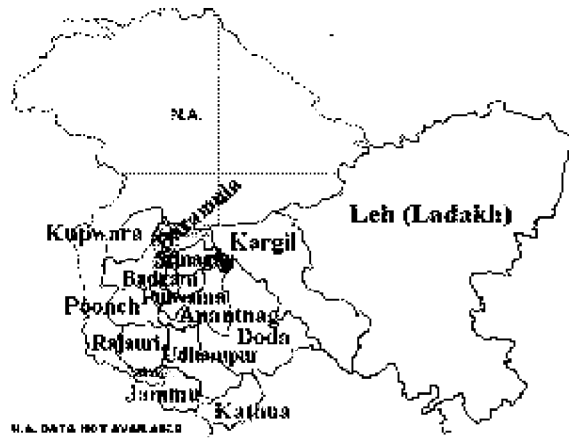 N.A.
Baramula
Leh (Ladakh)
Kupwara
Kargil
Srinagar
Badgam
Pulwama
Poonch
Anantnag
Doda
Rajauri
Udhampur
Jammu
Kathua
N.A. DATA NOT AVAILABLE